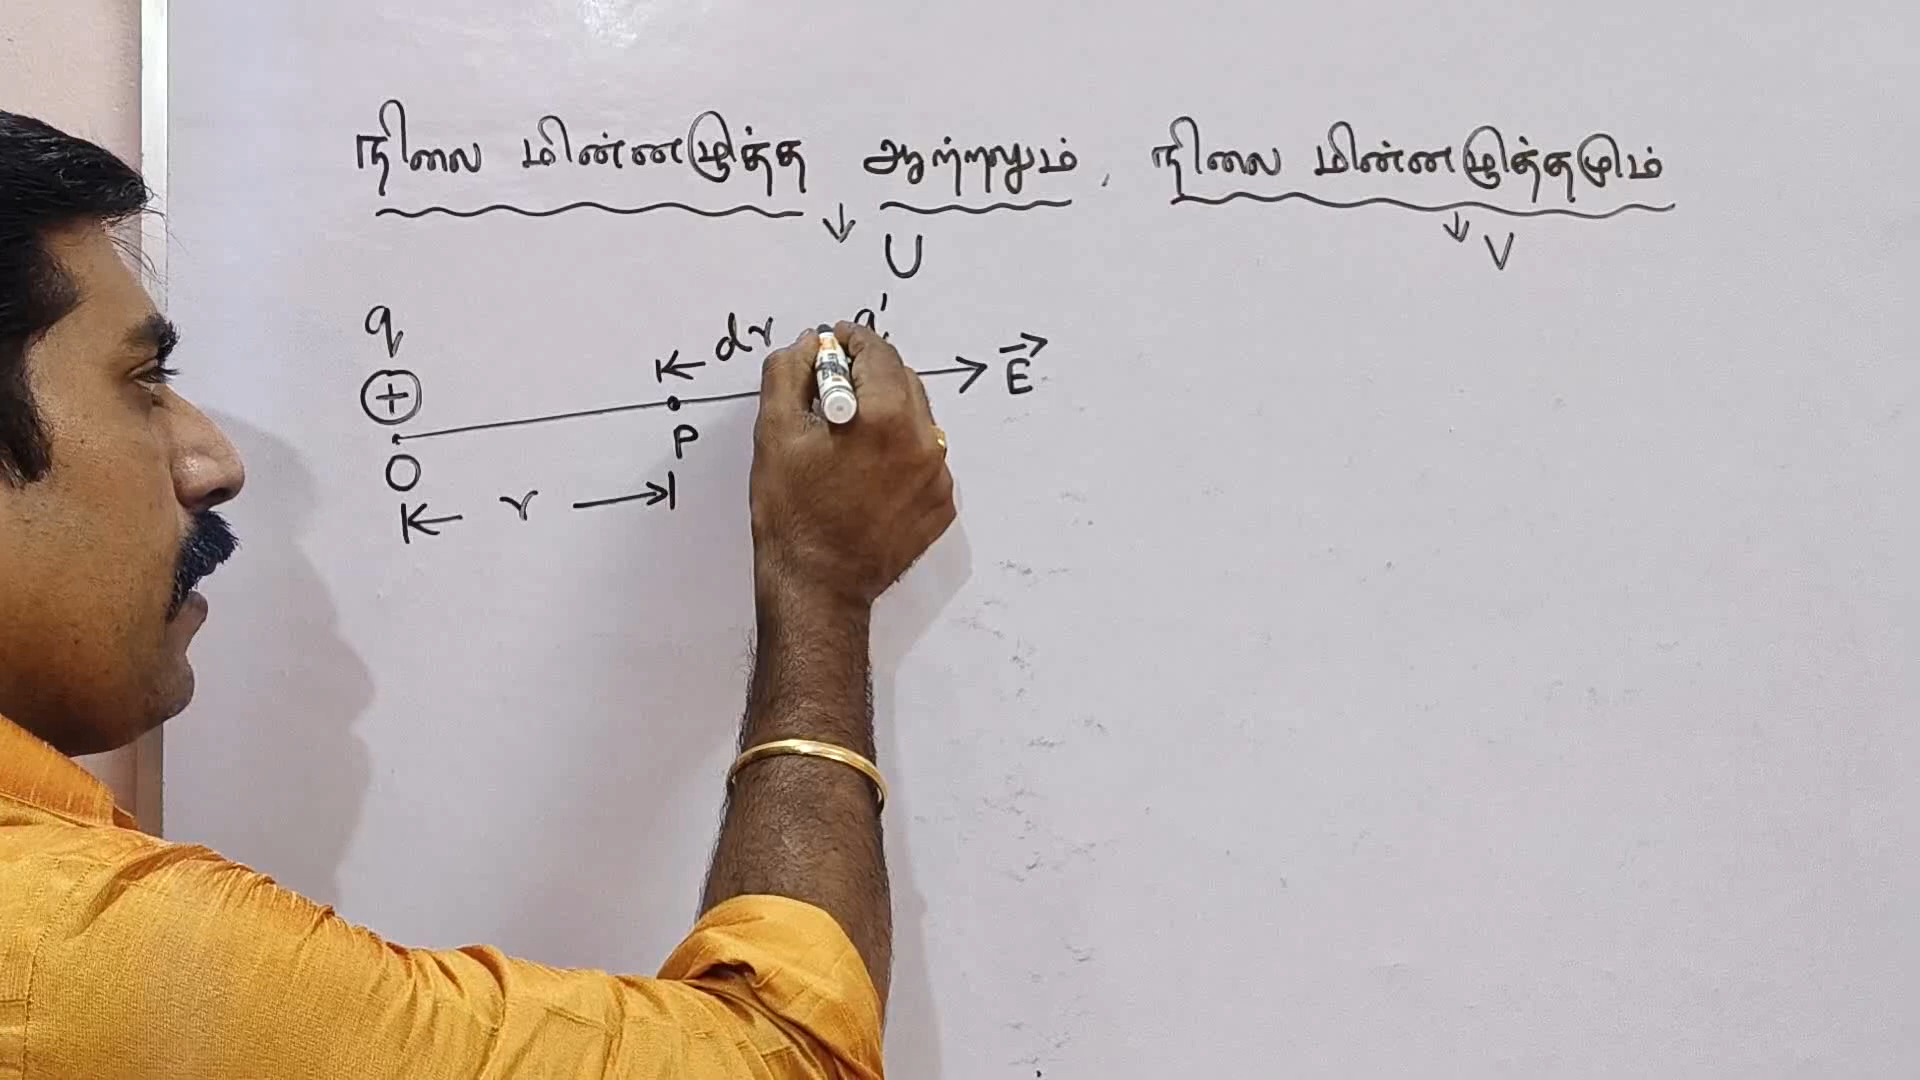 நிலை மின்னழுத்த ஆற்றலும், நிலை மின்னழுத்தமும்
↓ U ↓ V
q dr q'
+ E
O P
r